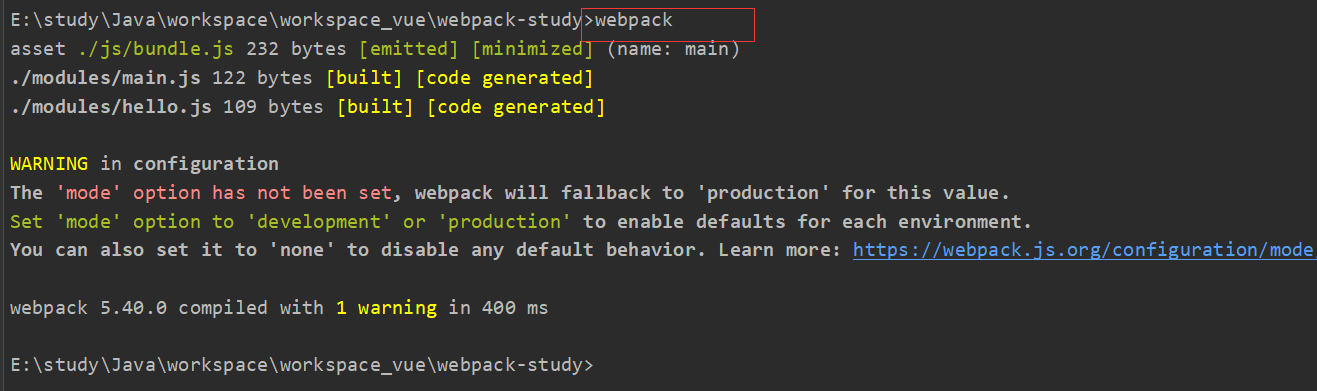 E:\study\Java\workspace\workspace_vue\webpack-study>webpack
asset ./js/bundle.js 232 bytes [emitted] [minimized] (name: main)
./modules/main.js 122 bytes [built] [code generated]
./modules/hello.js 109 bytes [built] [code generated]
WARNING in configuration
The 'mode' option has not been set, webpack will fallback to 'production' for this value.
Set 'mode' option to 'development' or 'production' to enable defaults for each environment.
You can also set it to 'none' to disable any default behavior. Learn more: https://webpack.js.org/configuration/mode
webpack 5.40.0 compiled with 1 warning in 400 ms
E:\study\Java\workspace\workspace_vue\webpack-study>